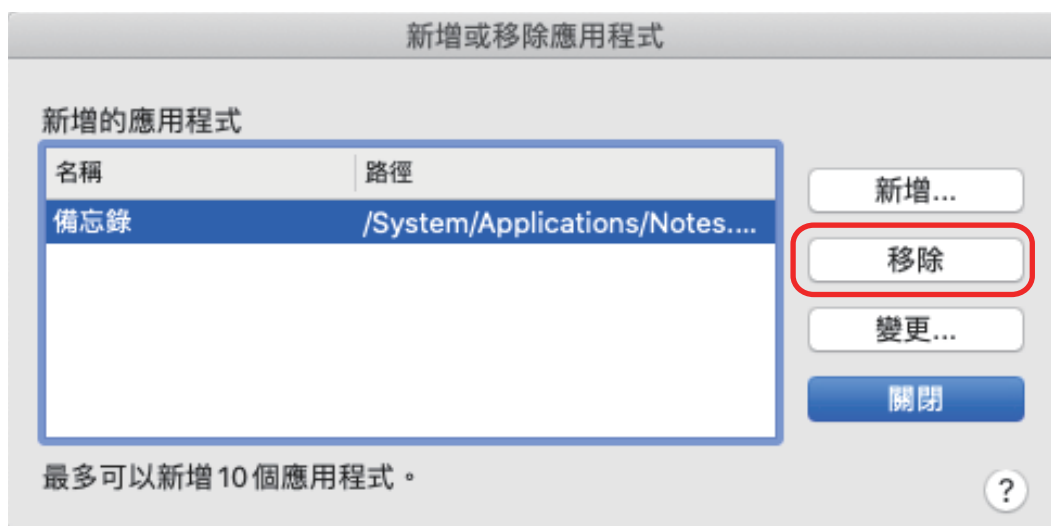 新增或移除應用程式
新增的應用程式
名稱 路徑
備忘錄 /System/Applications/Notes....
新增...
移除
變更...
關閉
最多可以新增10個應用程式。
?